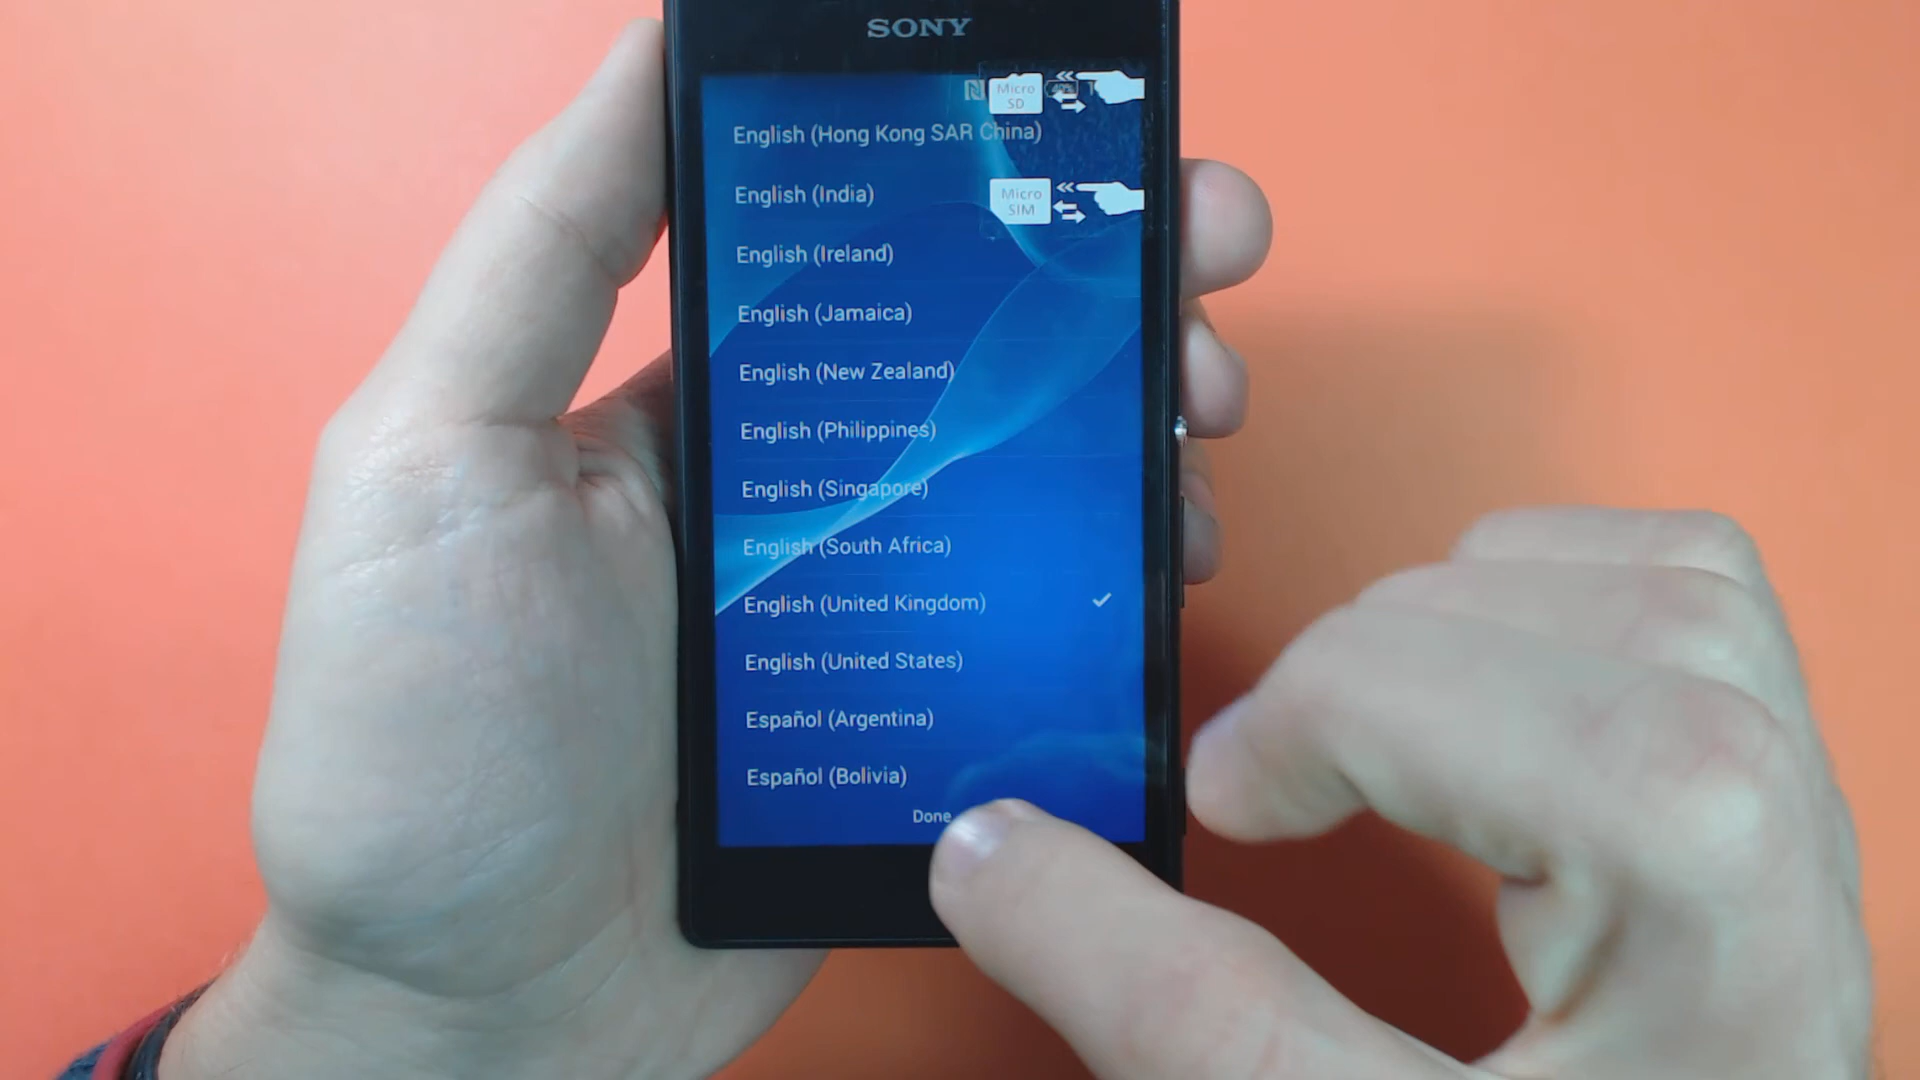 SONY
Micro
SD
English (Hong Kong SAR China)
English (India)
Micro
SIM
English (Ireland)
English (Jamaica)
English (New Zealand)
English (Philippines)
English (Singapore)
English (South Africa)
English (United Kingdom)
English (United States)
Español (Argentina)
Español (Bolivia)
Done